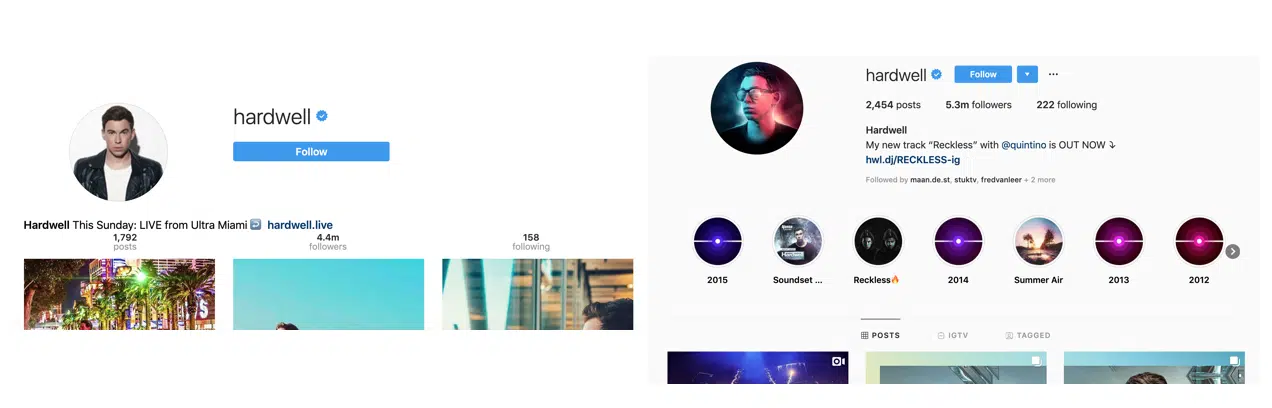 hardwell
Follow
Hardwell This Sunday: LIVE from Ultra Miami hardwell.live
1,792 4.4m 158
posts followers following
hardwell Follow ...
2,454 posts 5.3m followers 222 following
Hardwell
My new track “Reckless” with @quintino is OUT NOW ⤵
hwl.dj/RECKLESS-ig
Followed by maan.de.st, stuktv, fredvanleer + 2 more
2015 Soundset ... Reckless🔥 2014 Summer Air 2013 2012
POSTS IGTV TAGGED